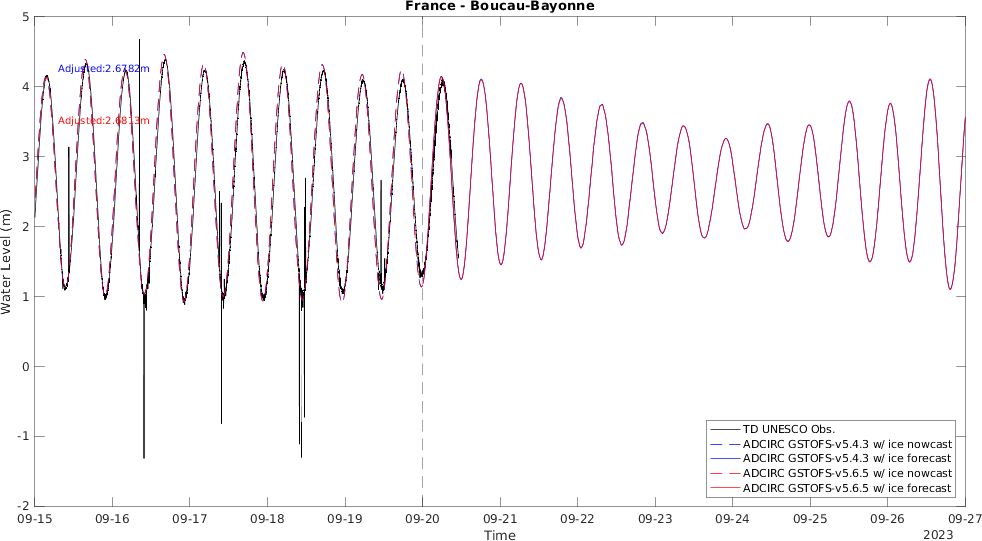 France - Boucau-Bayonne
5
4
3
2
1
0
-1
-2
Water Level (m)
Adjusted:2.6782m
Adjusted:2.6813m
TD UNESCO Obs.
ADCIRC GSTOFS-v5.4.3 w/ ice nowcast
ADCIRC GSTOFS-v5.4.3 w/ ice forecast
ADCIRC GSTOFS-v5.6.5 w/ ice nowcast
ADCIRC GSTOFS-v5.6.5 w/ ice forecast
09-15 09-16 09-17 09-18 09-19 09-20 09-21 09-22 09-23 09-24 09-25 09-26 09-27
Time
2023